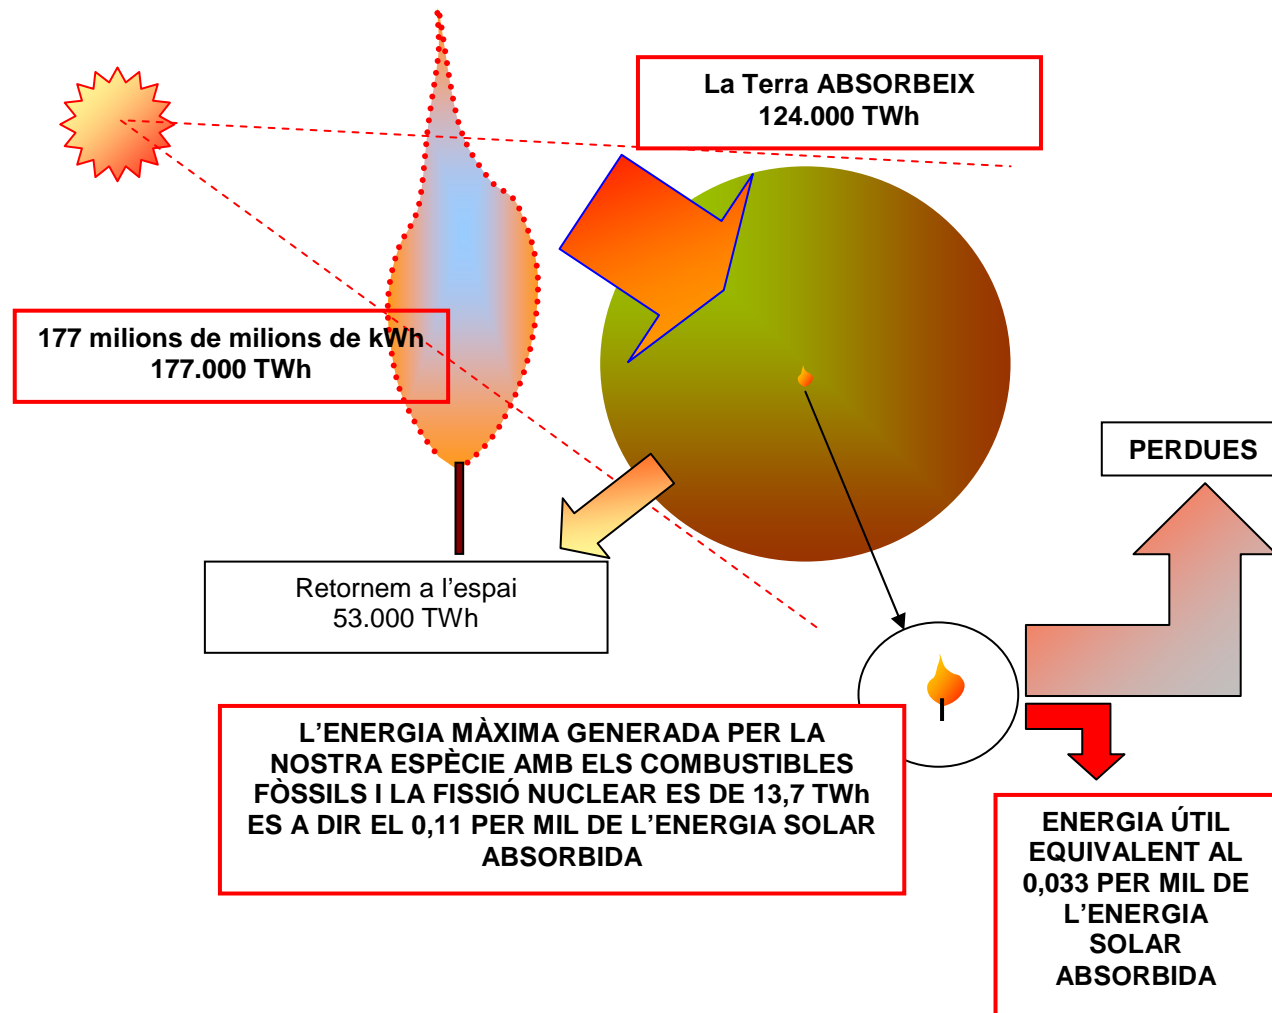 La Terra ABSORBEIX
124.000 TWh
177 milions de milions de kWh
177.000 TWh
PERDUES
Retornem a l’espai
53.000 TWh
L’ENERGIA MÀXIMA GENERADA PER LA
NOSTRA ESPÈCIE AMB ELS COMBUSTIBLES
FÒSSILS I LA FISSIÓ NUCLEAR ES DE 13,7 TWh
ES A DIR EL 0,11 PER MIL DE L’ENERGIA SOLAR
ABSORBIDA
ENERGIA ÚTIL
EQUIVALENT AL
0,033 PER MIL DE
L’ENERGIA
SOLAR
ABSORBIDA